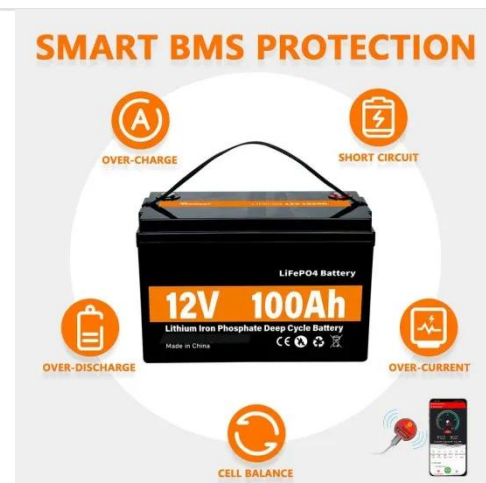 SMART BMS PROTECTION
OVER-CHARGE
SHORT CIRCUIT
LiFePO4 Battery
12V 100Ah
Lithium Iron Phosphate Deep Cycle Battery
Made in China
CE
OVER-DISCHARGE
OVER-CURRENT
CELL BALANCE